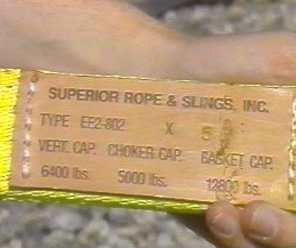 SUPERIOR ROPE & SLINGS, INC.
TYPE EE2-802 X 5
VERT. CAP. CHOKER CAP. BASKET CAP.
6400 lbs. 5000 lbs. 12800 lbs.